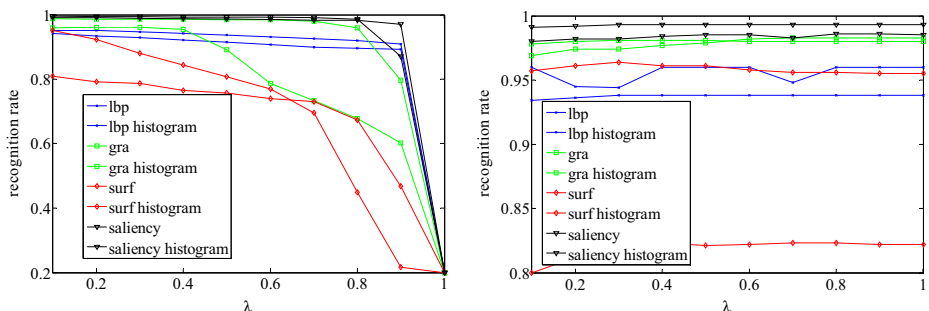 1
0.8
0.6
0.4
0.2
recognition rate
lbp
lbp histogram
gra
gra histogram
surf
surf histogram
saliency
saliency histogram
0.2
0.4
0.6
0.8
1
λ
1
0.95
0.9
0.85
0.8
recognition rate
lbp
lbp histogram
gra
gra histogram
surf
surf histogram
saliency
saliency histogram
0.2
0.4
0.6
0.8
1
λ